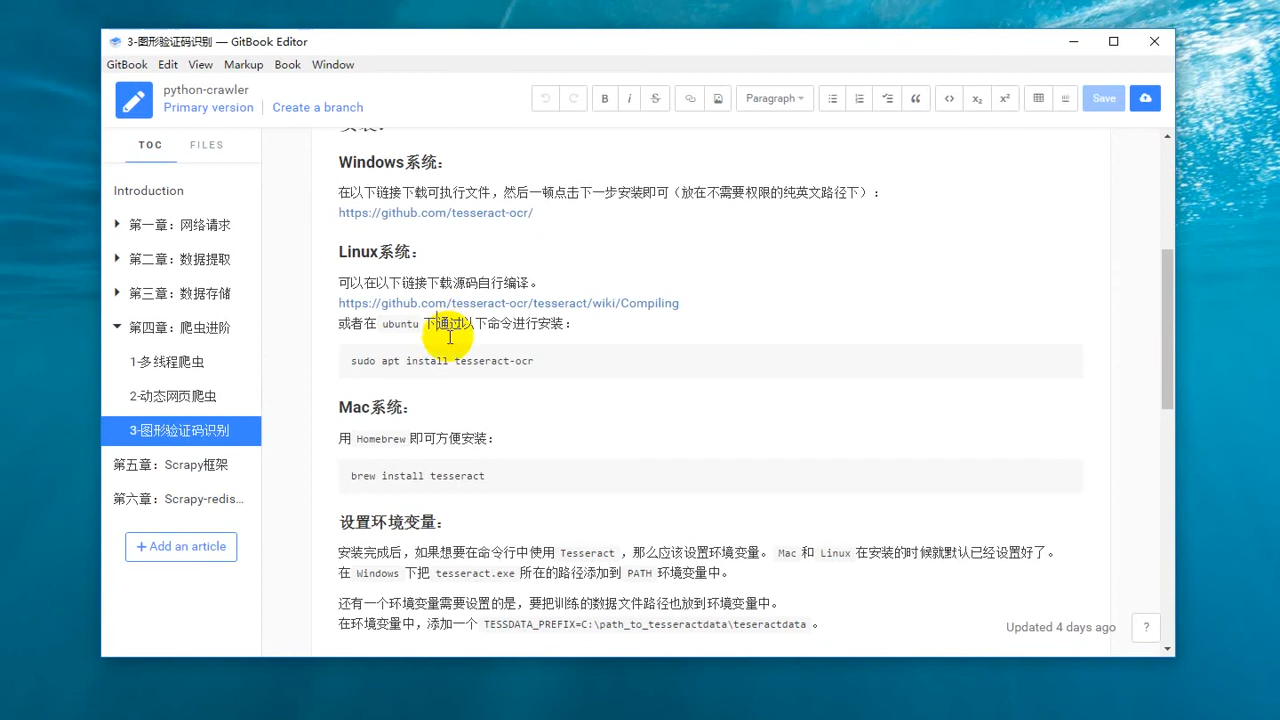 3-图形验证码识别 — GitBook Editor
GitBook Edit View Markup Book Window
python-crawler
Primary version Create a branch
B i S Paragraph x₂ x² Save
TOC FILES
Introduction
第一章：网络请求
第二章：数据提取
第三章：数据存储
第四章：爬虫进阶
1-多线程爬虫
2-动态网页爬虫
3-图形验证码识别
第五章：Scrapy框架
第六章：Scrapy-redis...
+ Add an article
Windows系统：
在以下链接下载可执行文件，然后一顿点击下一步安装即可（放在不需要权限的纯英文路径下）：
https://github.com/tesseract-ocr/
Linux系统：
可以在以下链接下载源码自行编译。
https://github.com/tesseract-ocr/tesseract/wiki/Compiling
或者在 ubuntu 下通过以下命令进行安装：
sudo apt install tesseract-ocr
Mac系统：
用 Homebrew 即可方便安装：
brew install tesseract
设置环境变量：
安装完成后，如果想要在命令行中使用 Tesseract ，那么应该设置环境变量。 Mac 和 Linux 在安装的时候就默认已经设置好了。
在 Windows 下把 tesseract.exe 所在的路径添加到 PATH 环境变量中。
还有一个环境变量需要设置的是，要把训练的数据文件路径也放到环境变量中。
在环境变量中，添加一个 TESSDATA_PREFIX=C:\path_to_tesseractdata\teseractdata 。
Updated 4 days ago ?